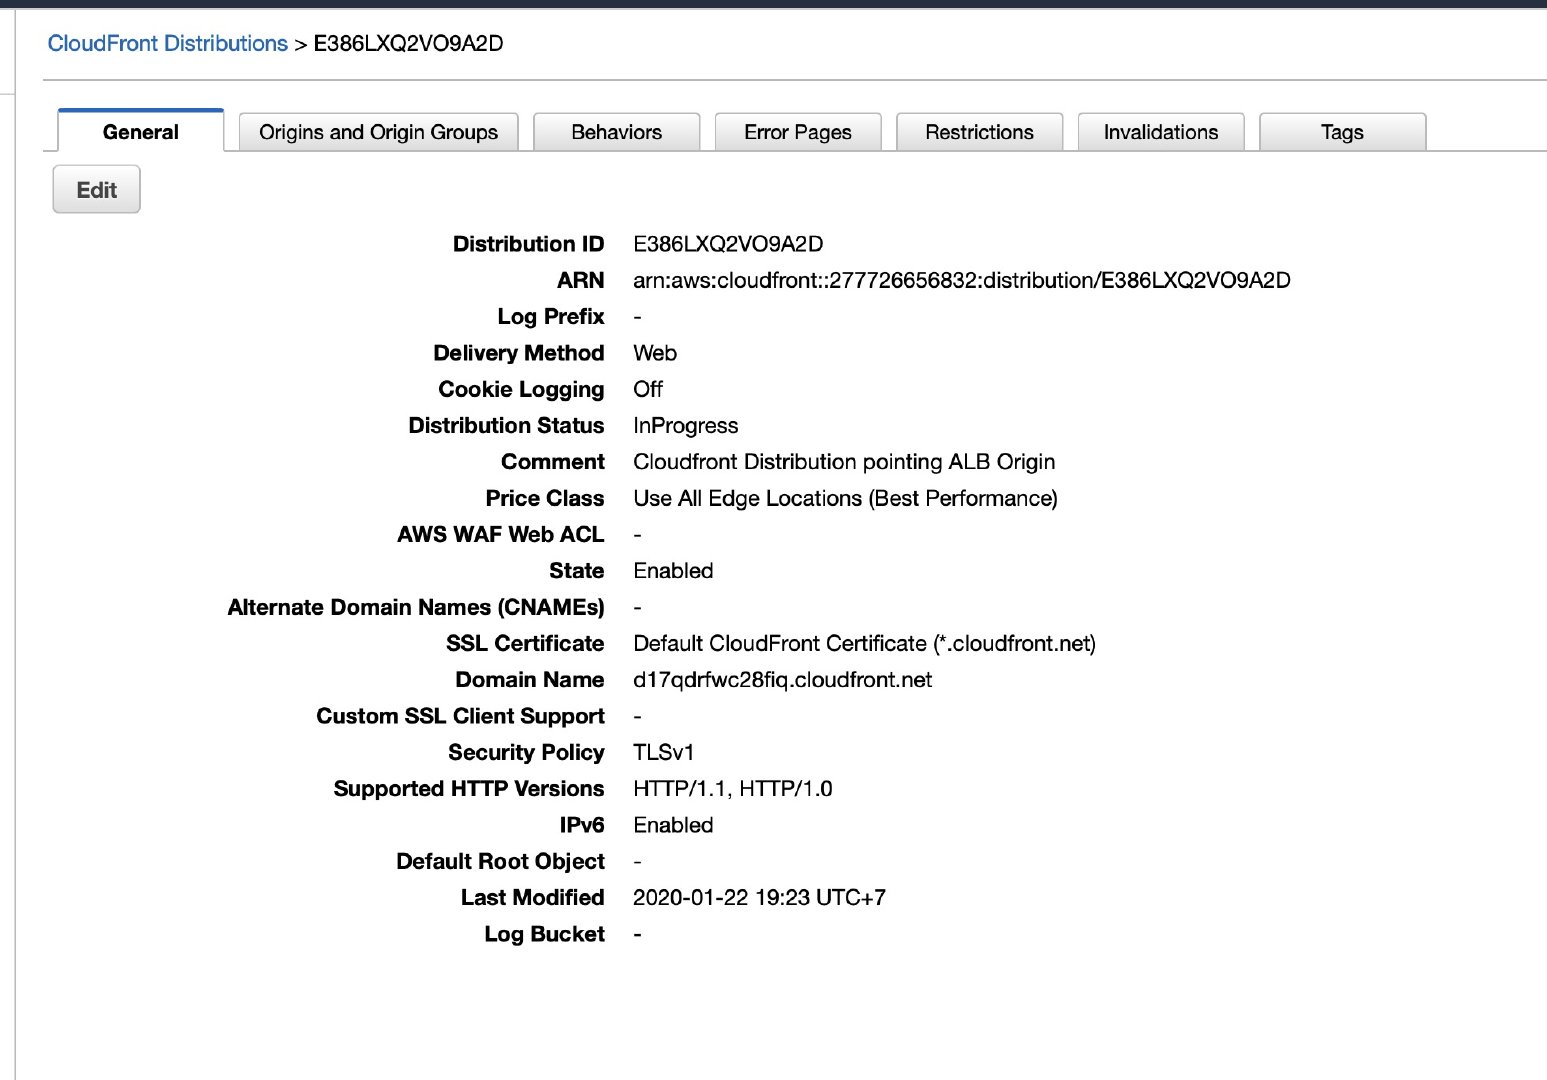 CloudFront Distributions > E386LXQ2VO9A2D
General Origins and Origin Groups Behaviors Error Pages Restrictions Invalidations Tags
Edit
Distribution ID E386LXQ2VO9A2D
ARN arn:aws:cloudfront::277726656832:distribution/E386LXQ2VO9A2D
Log Prefix -
Delivery Method Web
Cookie Logging Off
Distribution Status InProgress
Comment Cloudfront Distribution pointing ALB Origin
Price Class Use All Edge Locations (Best Performance)
AWS WAF Web ACL -
State Enabled
Alternate Domain Names (CNAMEs) -
SSL Certificate Default CloudFront Certificate (*.cloudfront.net)
Domain Name d17qdrfwc28fiq.cloudfront.net
Custom SSL Client Support -
Security Policy TLSv1
Supported HTTP Versions HTTP/1.1, HTTP/1.0
IPv6 Enabled
Default Root Object -
Last Modified 2020-01-22 19:23 UTC+7
Log Bucket -